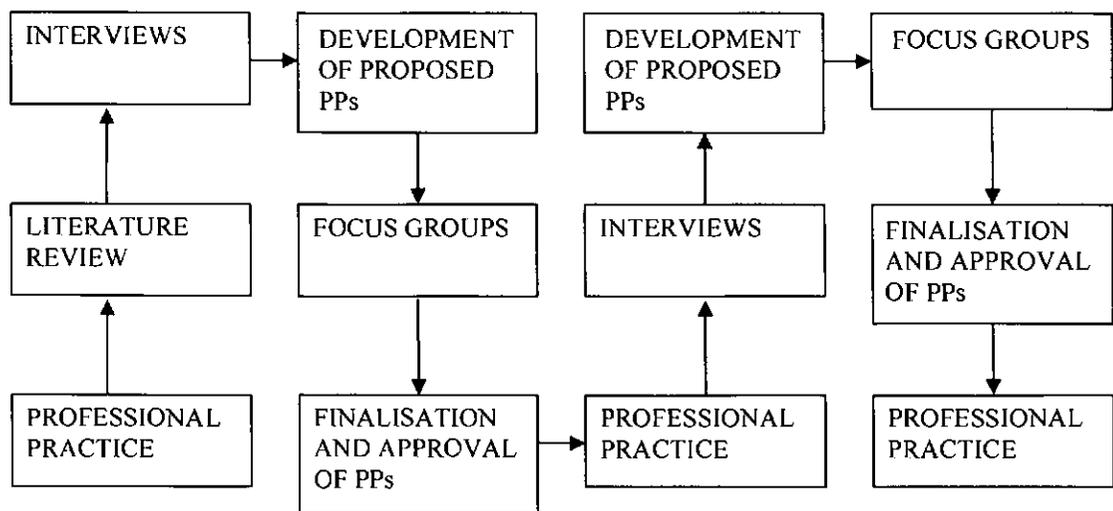 INTERVIEWS
DEVELOPMENT
OF PROPOSED
PPs
DEVELOPMENT
OF PROPOSED
PPs
FOCUS GROUPS
LITERATURE
REVIEW
FOCUS GROUPS
INTERVIEWS
FINALISATION
AND APPROVAL
OF PPs
PROFESSIONAL
PRACTICE
FINALISATION
AND APPROVAL
OF PPs
PROFESSIONAL
PRACTICE
PROFESSIONAL
PRACTICE